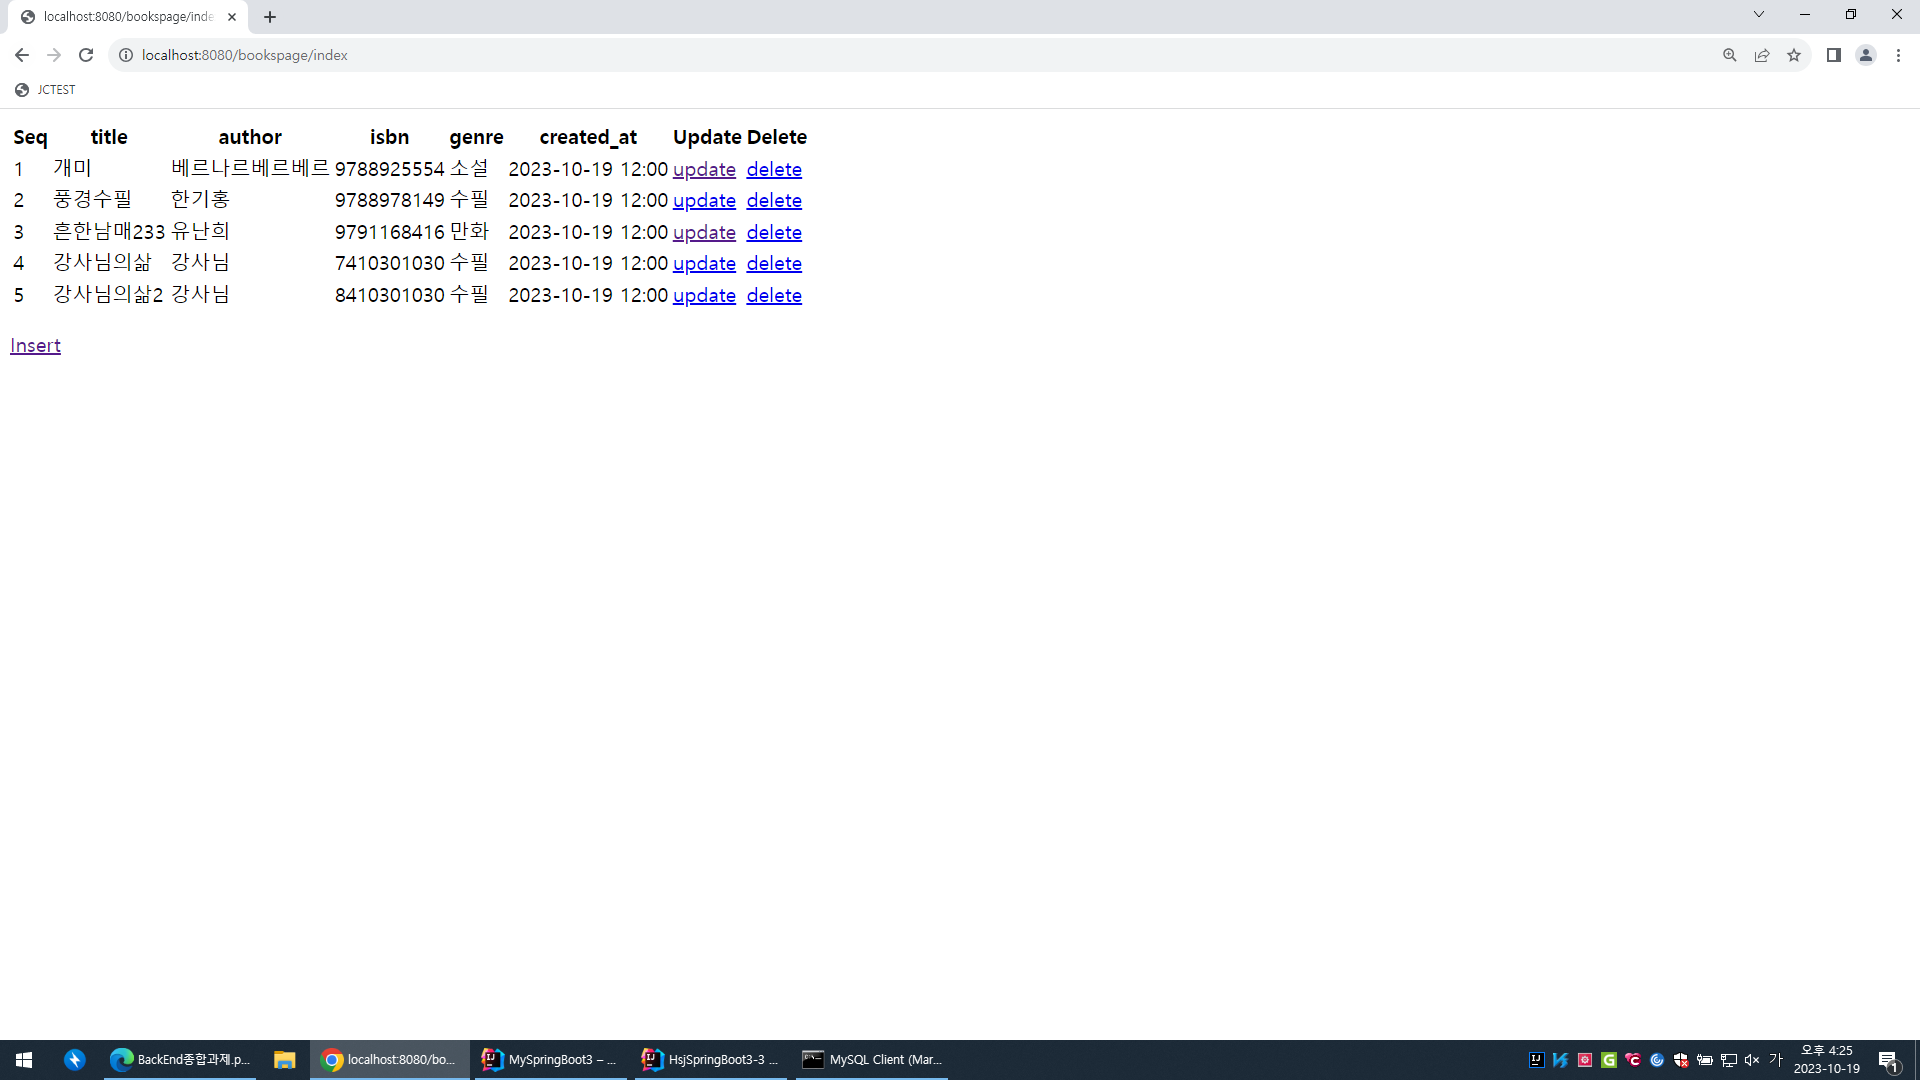 localhost:8080/bookspage/inde
localhost:8080/bookspage/index
JCTEST
Seq title author isbn genre created_at Update Delete
1 개미 베르나르베르베르 9788925554 소설 2023-10-19 12:00 update delete
2 풍경수필 한기홍 9788978149 수필 2023-10-19 12:00 update delete
3 흔한남매233 유난희 9791168416 만화 2023-10-19 12:00 update delete
4 강사님의삶 강사님 7410301030 수필 2023-10-19 12:00 update delete
5 강사님의삶2 강사님 8410301030 수필 2023-10-19 12:00 update delete
Insert
BackEnd종합과제.p... localhost:8080/bo... MySpringBoot3 – ... HsjSpringBoot3-3 ... MySQL Client (Mar... 가 오후 4:25
2023-10-19 1